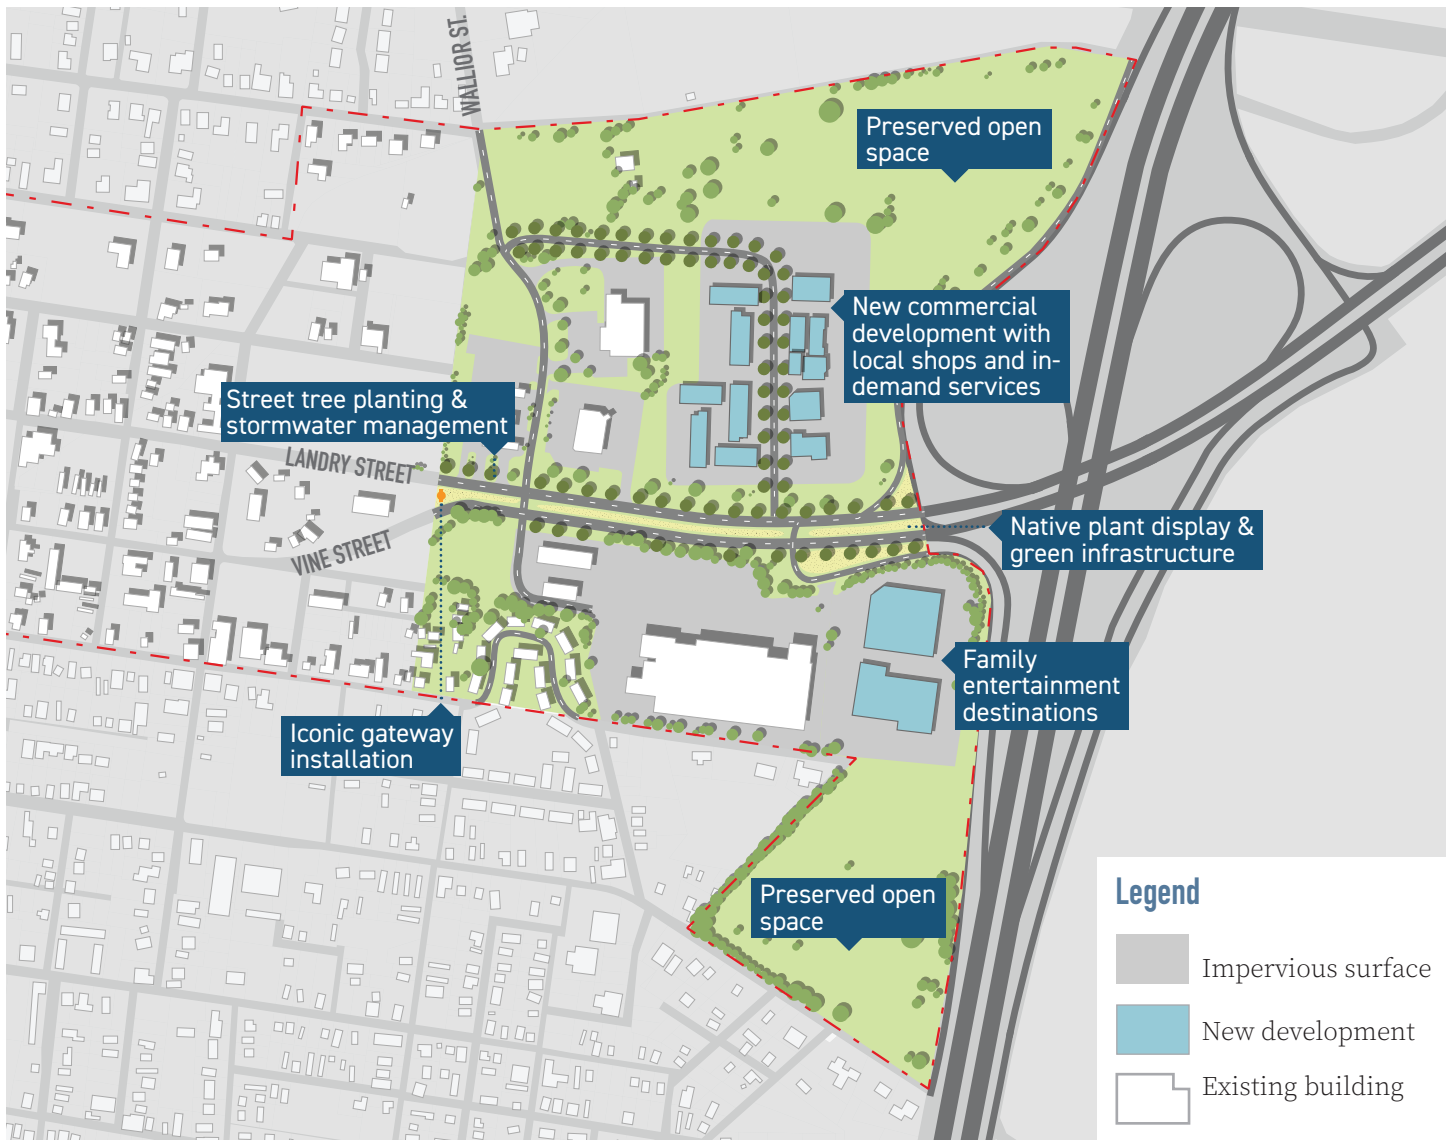 WALLIOR ST.
Preserved open
space
New commercial
development with
local shops and in-
demand services
Street tree planting &
stormwater management
LANDRY STREET
VINE STREET
Native plant display &
green infrastructure
Family
entertainment
destinations
Iconic gateway
installation
Preserved open
space
Legend
Impervious surface
New development
Existing building